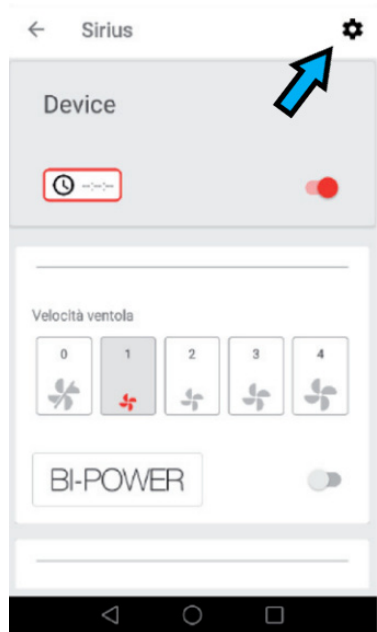 Sirius
Device
--:--:--
Velocità ventola
0 1 2 3 4
BI-POWER